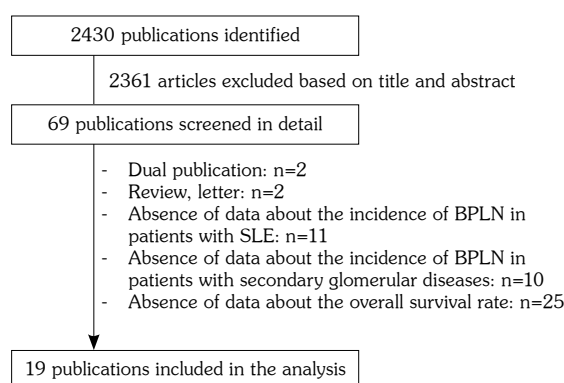 2430 publications identified
2361 articles excluded based on title and abstract
69 publications screened in detail
- Dual publication: n=2
- Review, letter: n=2
- Absence of data about the incidence of BPLN in
patients with SLE: n=11
- Absence of data about the incidence of BPLN in
patients with secondary glomerular diseases: n=10
- Absence of data about the overall survival rate: n=25
19 publications included in the analysis